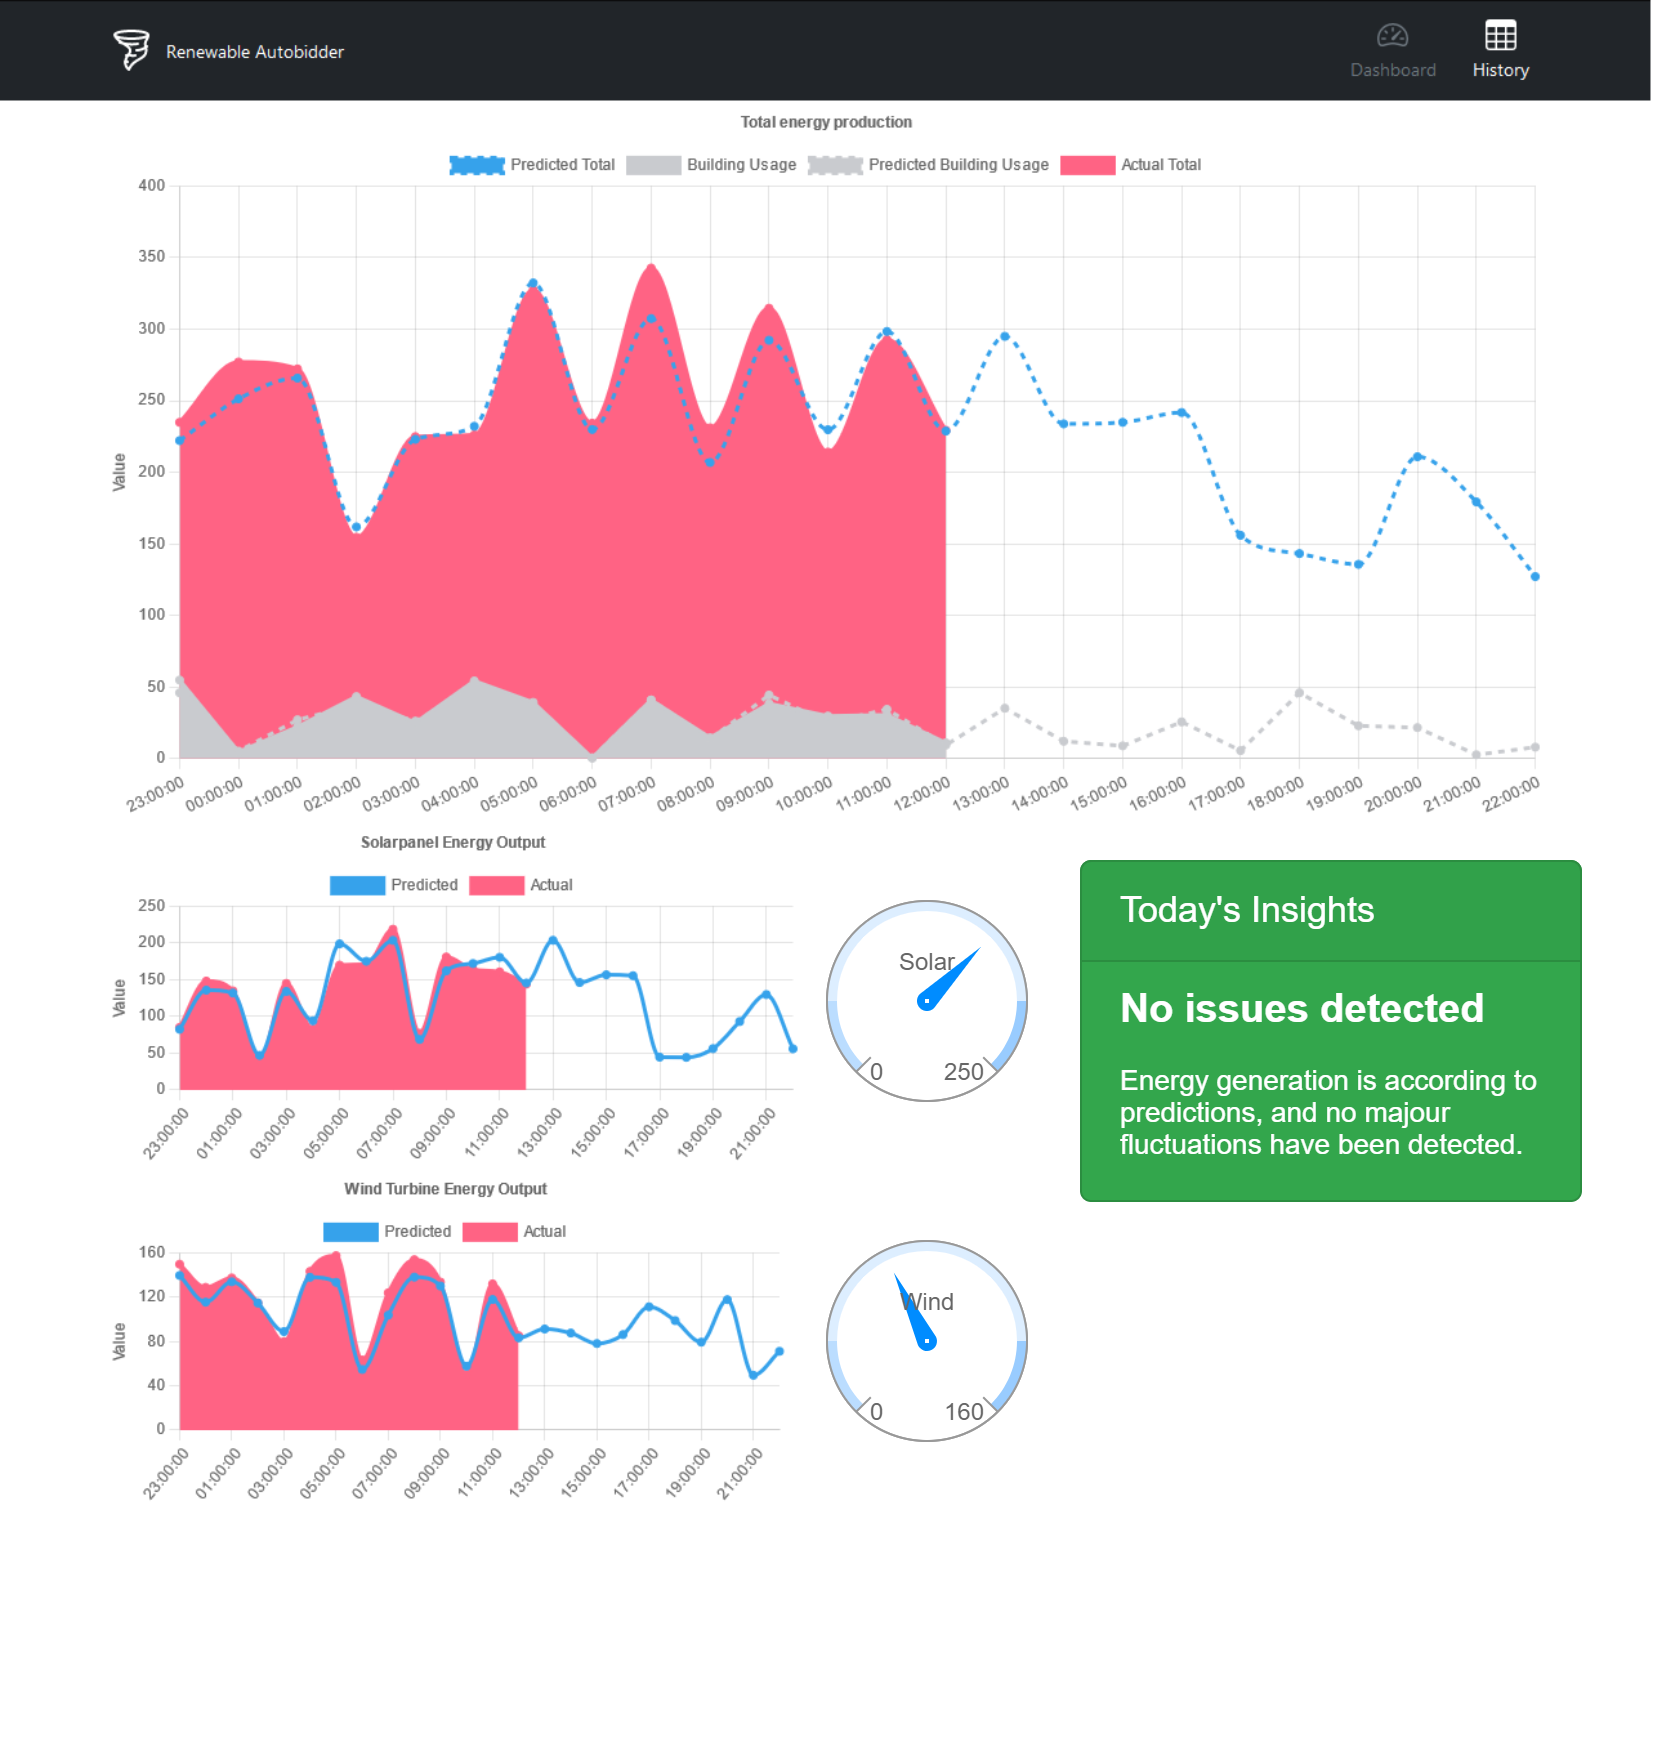 Renewable Autobidder
Dashboard
History
Total energy production
Predicted Total Building Usage Predicted Building Usage Actual Total
400
350
300
250
200
150
100
50
0
Value
23:00:00 00:00:00 01:00:00 02:00:00 03:00:00 04:00:00 05:00:00 06:00:00 07:00:00 08:00:00 09:00:00 10:00:00 11:00:00 12:00:00 13:00:00 14:00:00 15:00:00 16:00:00 17:00:00 18:00:00 19:00:00 20:00:00 21:00:00 22:00:00
Solarpanel Energy Output
Predicted Actual
250
200
150
100
50
0
Value
23:00:00 01:00:00 03:00:00 05:00:00 07:00:00 09:00:00 11:00:00 13:00:00 15:00:00 17:00:00 19:00:00 21:00:00
Solar
0 250
Today's Insights
No issues detected
Energy generation is according to
predictions, and no majour
fluctuations have been detected.
Wind Turbine Energy Output
Predicted Actual
160
120
80
40
0
Value
23:00:00 01:00:00 03:00:00 05:00:00 07:00:00 09:00:00 11:00:00 13:00:00 15:00:00 17:00:00 19:00:00 21:00:00
Wind
0 160